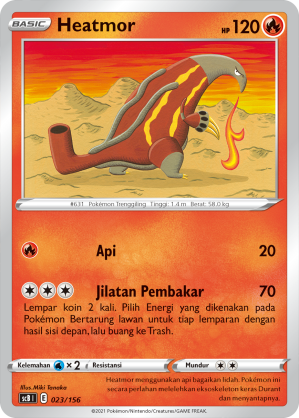 BASIC Heatmor HP 120
#631 Pokémon Trenggiling Tinggi: 1.4 m Berat: 58.0 kg
Api 20
Jilatan Pembakar 70
Lempar koin 2 kali. Pilih Energi yang dikenakan pada
Pokémon Bertarung lawan untuk tiap lemparan dengan
hasil sisi depan, lalu buang ke Trash.
Kelemahan ×2 Resistansi Mundur
Illus. Miki Tanaka
sc3 I E 023/156
Heatmor menggunakan api bagaikan lidah. Pokémon ini
secara perlahan melelehkan eksoskeleton keras Durant
dan menyantapnya.
©2021 Pokémon/Nintendo/Creatures/GAME FREAK